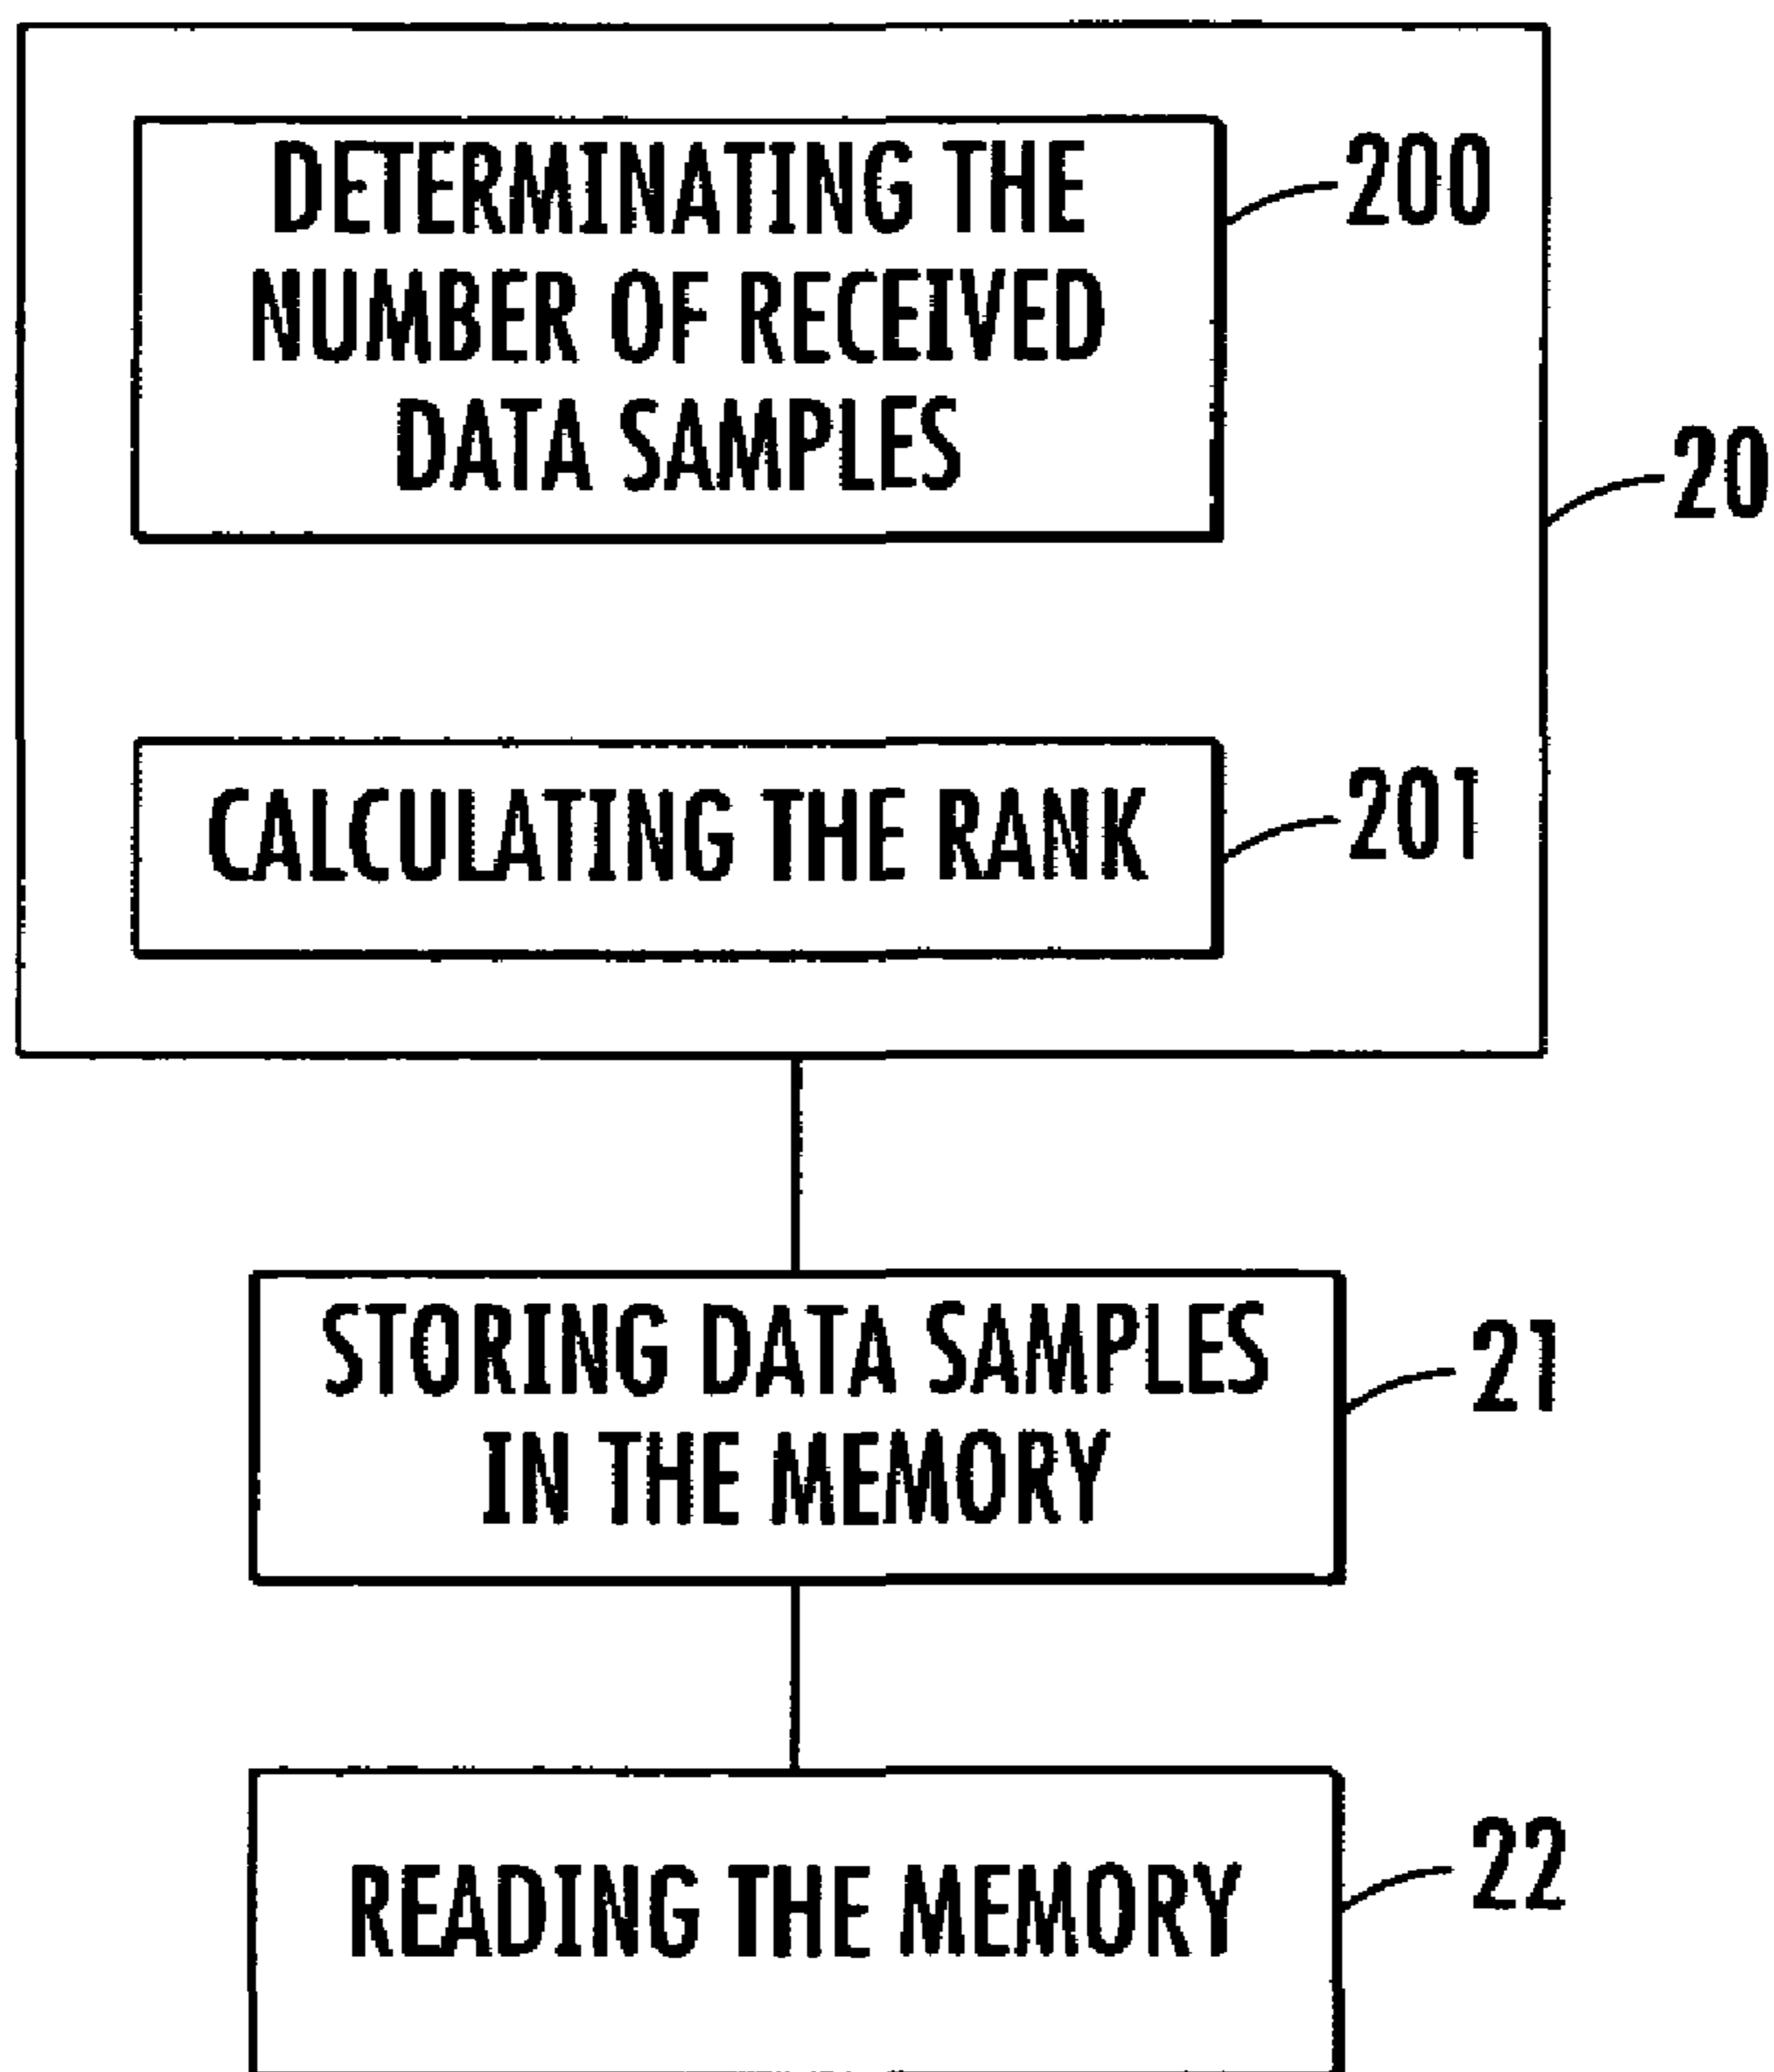 DETERMINATING THE
200
NUMBER OF RECEIVED
DATA SAMPLES
20
CALCULATING THE RANK
201
STORING DATA SAMPLES
21
IN THE MEMORY
READING THE MEMORY
22